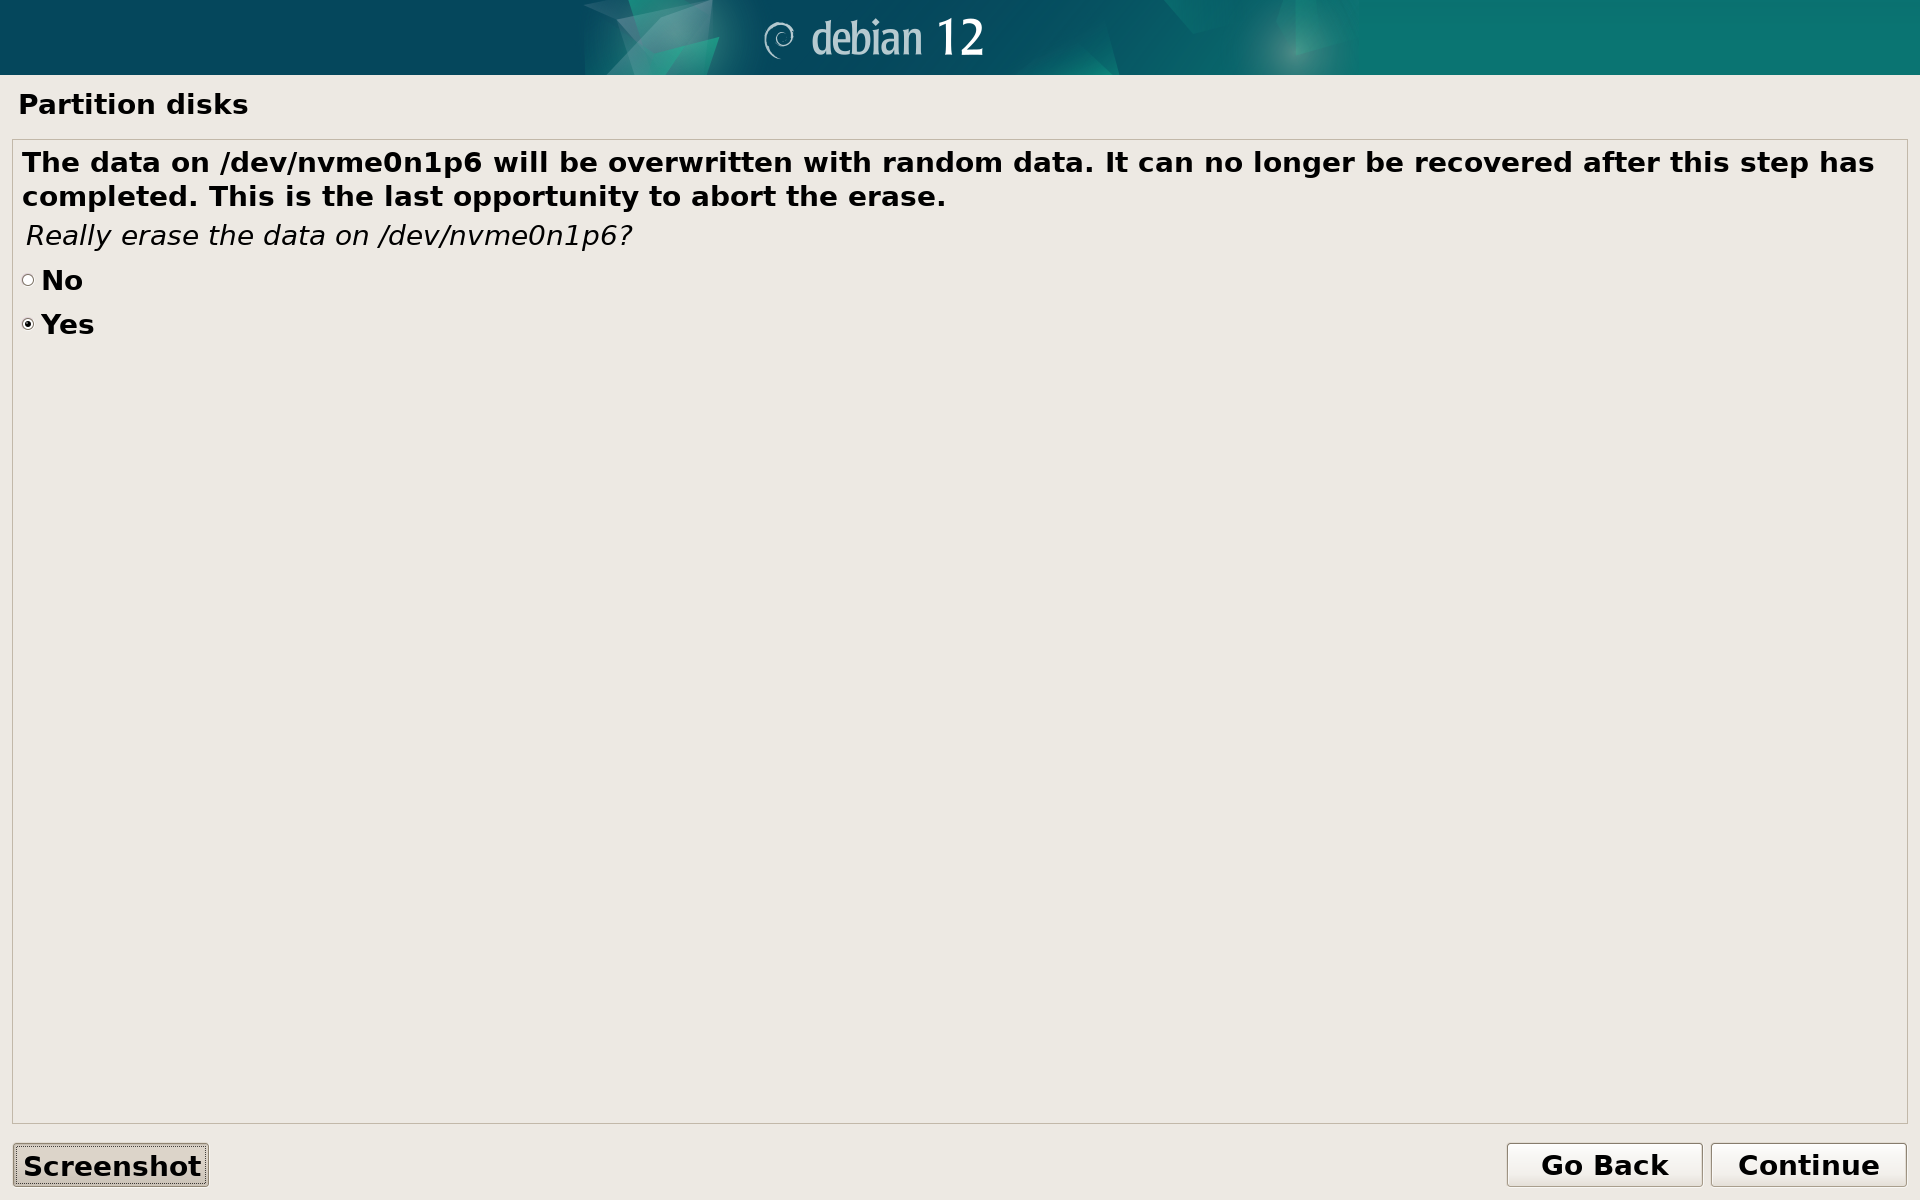 debian 12
Partition disks
The data on /dev/nvme0n1p6 will be overwritten with random data. It can no longer be recovered after this step has
completed. This is the last opportunity to abort the erase.
Really erase the data on /dev/nvme0n1p6?
No
Yes
Screenshot
Go Back
Continue